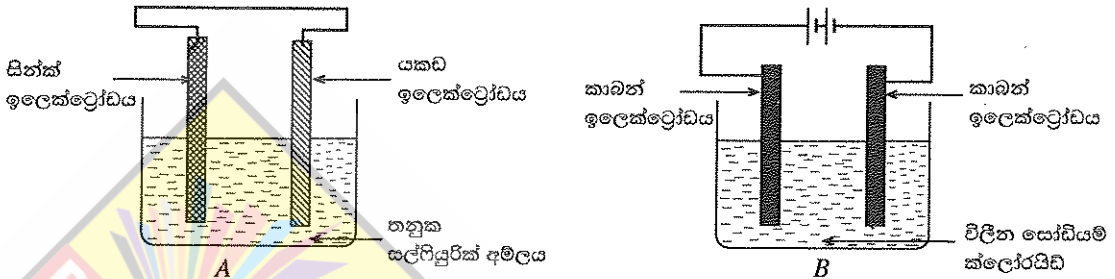 සින්ක්
ඉලෙක්ට්‍රෝඩය
යකඩ
ඉලෙක්ට්‍රෝඩය
තනුක
සල්ෆියුරික් අම්ලය
A
කාබන්
ඉලෙක්ට්‍රෝඩය
කාබන්
ඉලෙක්ට්‍රෝඩය
විලීන සෝඩියම්
ක්ලෝරයිඩ්
B